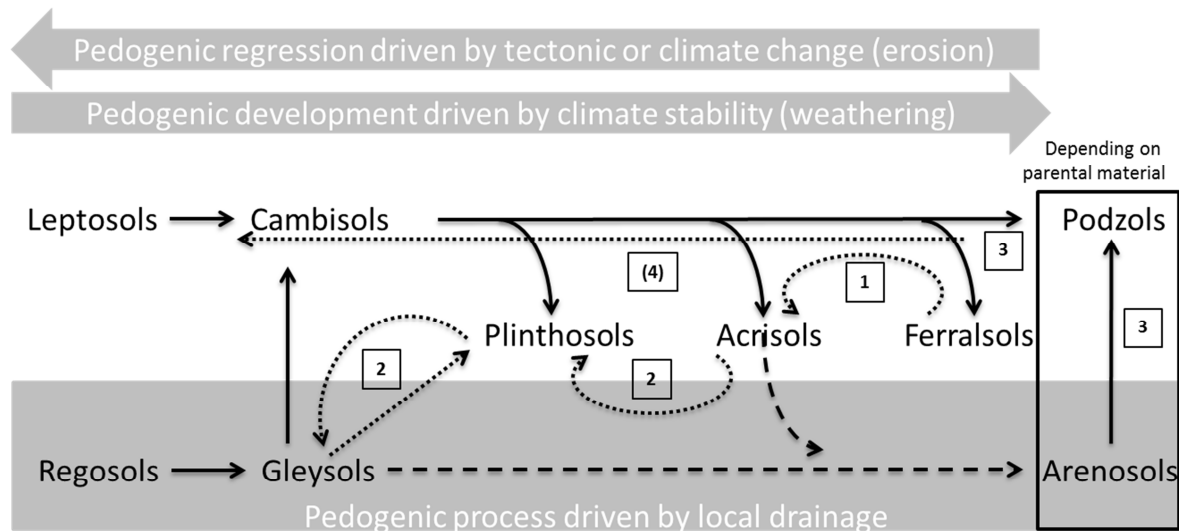 Pedogenic regression driven by tectonic or climate change (erosion)
Pedogenic development driven by climate stability (weathering)
Depending on
parental material
Leptosols
Cambisols
Podzols
3
(4)
1
3
Plinthosols
Acrisols
Ferralsols
2
2
Regosols
Gleysols
Arenosols
Pedogenic process driven by local drainage